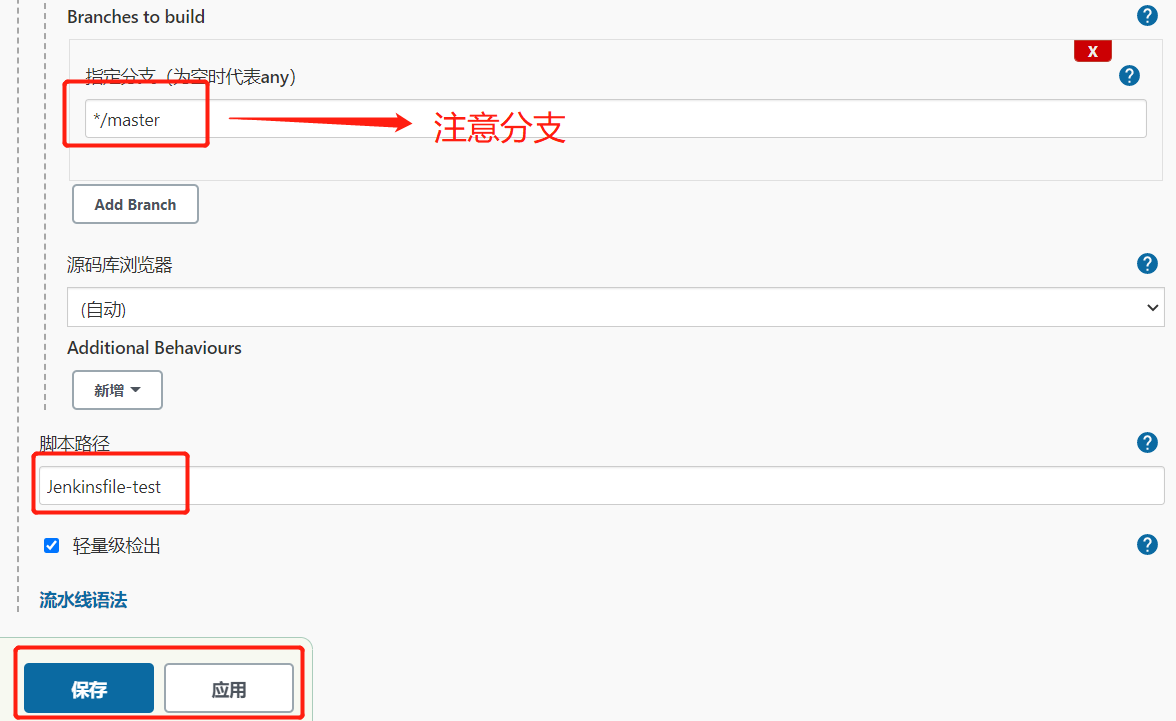 Branches to build
?
X
指定分支（为空时代表any）
?
*/master
注意分支
Add Branch
源码库浏览器
?
(自动)
Additional Behaviours
新增
脚本路径
?
Jenkinsfile-test
轻量级检出
?
流水线语法
保存
应用